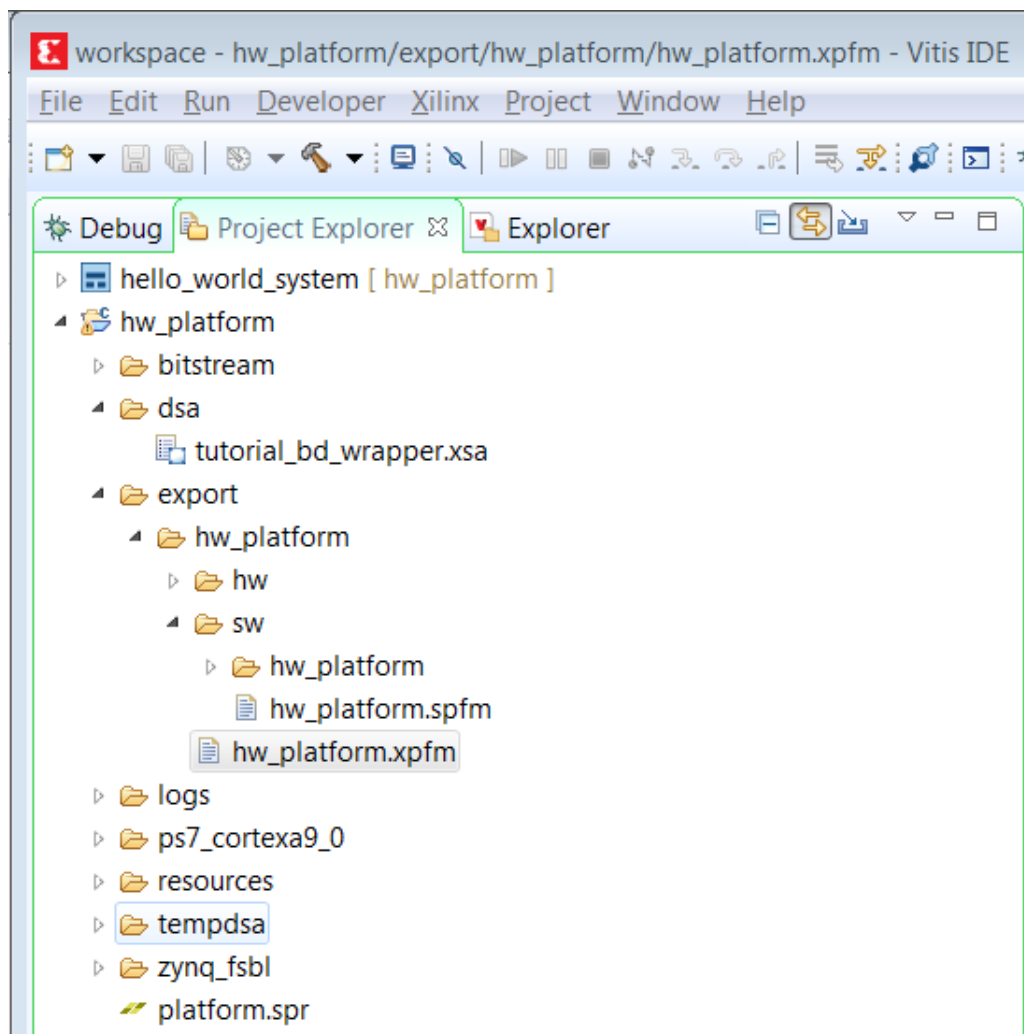 workspace - hw_platform/export/hw_platform/hw_platform.xpfm - Vitis IDE
File Edit Run Developer Xilinx Project Window Help
Debug Project Explorer Explorer
hello_world_system [ hw_platform ]
hw_platform
bitstream
dsa
tutorial_bd_wrapper.xsa
export
hw_platform
hw
sw
hw_platform
hw_platform.spfm
hw_platform.xpfm
logs
ps7_cortexa9_0
resources
tempdsa
zynq_fsbl
platform.spr